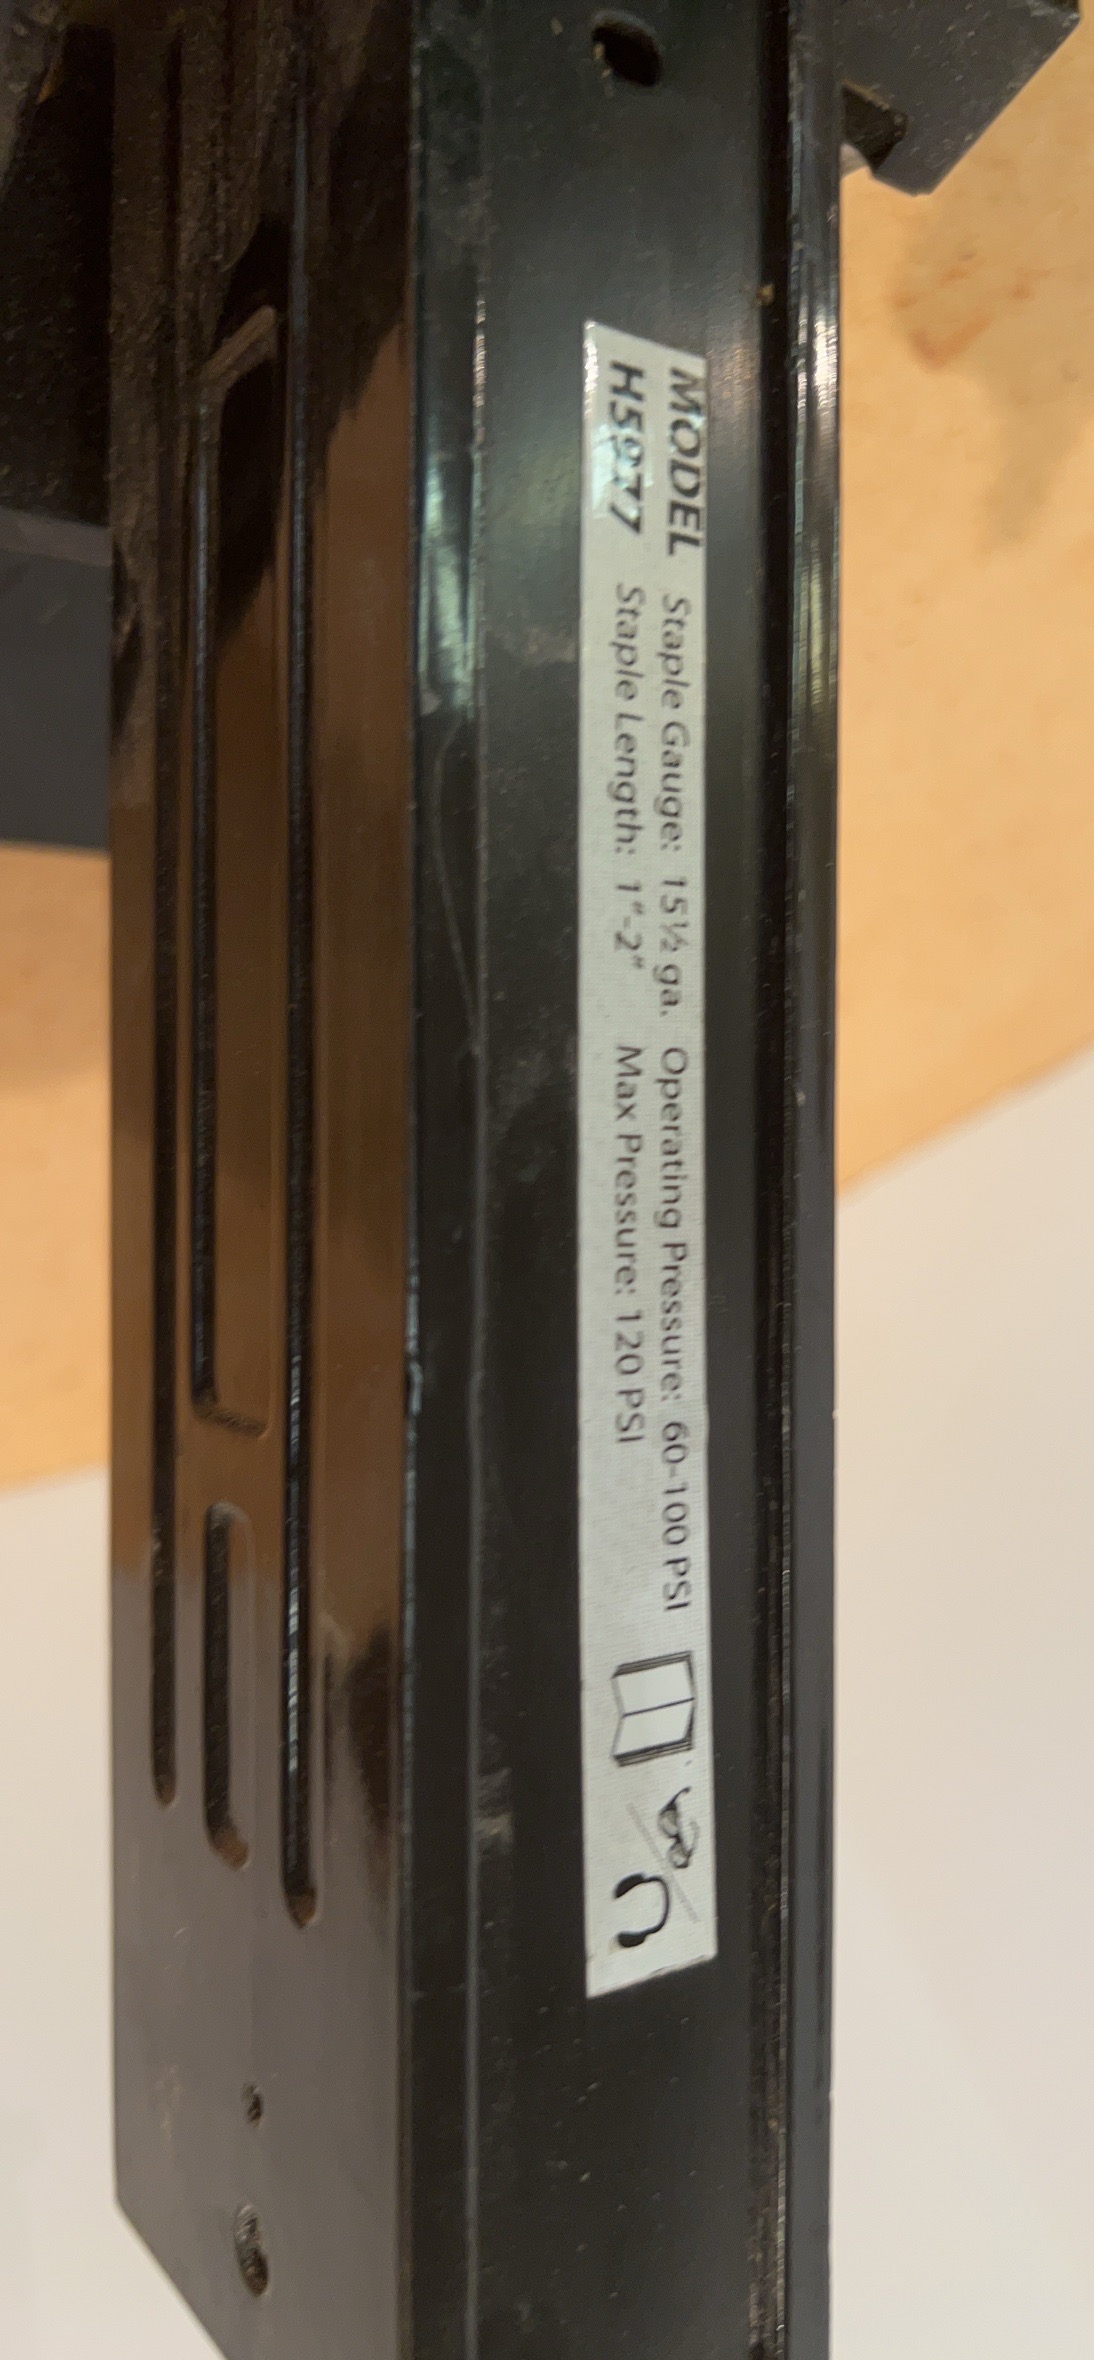 MODEL Staple Gauge: 15½ ga. Operating Pressure: 60-100 PSI
Staple Length: 1"-2" Max Pressure: 120 PSI